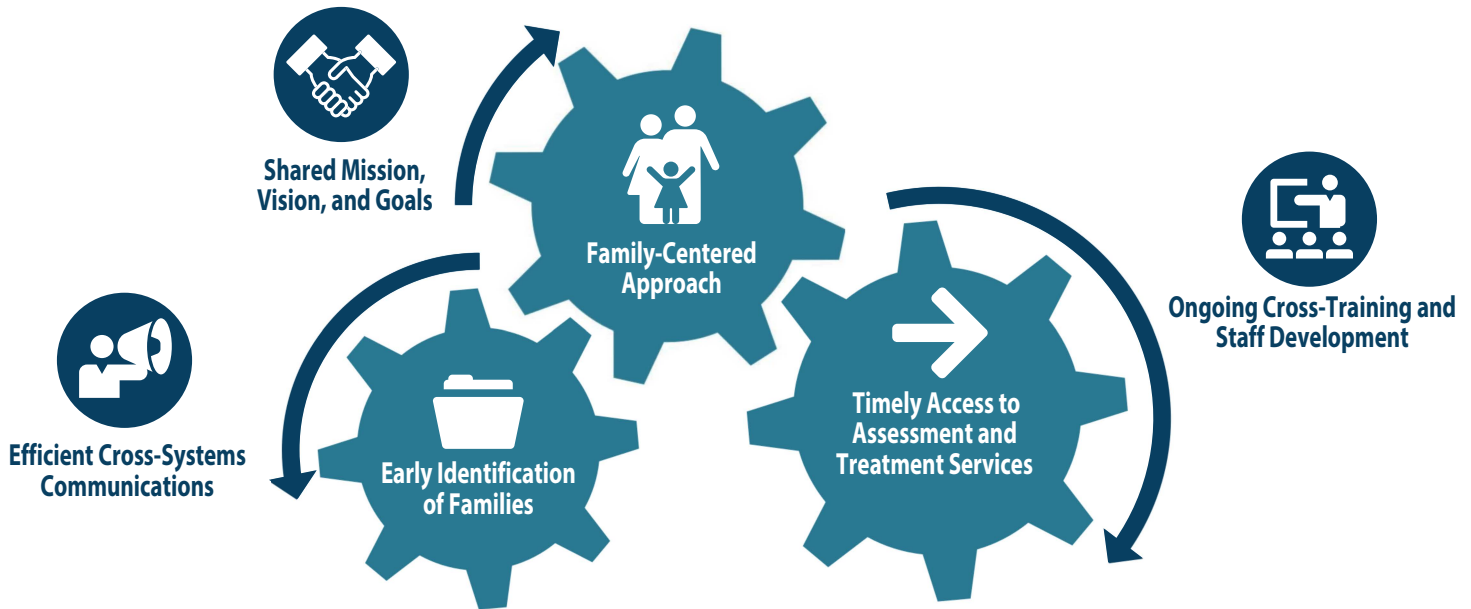 Shared Mission,
Vision, and Goals
Family-Centered
Approach
Ongoing Cross-Training and
Staff Development
Efficient Cross-Systems
Communications
Early Identification
of Families
Timely Access to
Assessment and
Treatment Services